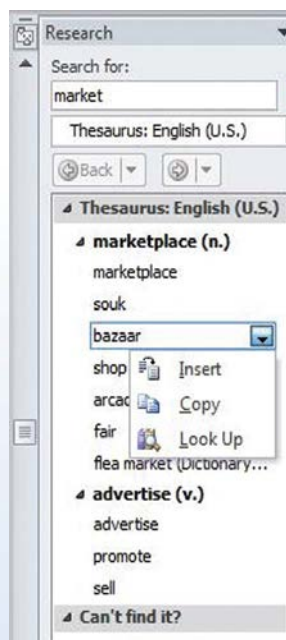 Research
Search for:
market
Thesaurus: English (U.S.)
Back
Thesaurus: English (U.S.)
marketplace (n.)
marketplace
souk
bazaar
shop
Insert
arcad
Copy
fair
Look Up
flea market (Dictionary...
advertise (v.)
advertise
promote
sell
Can't find it?